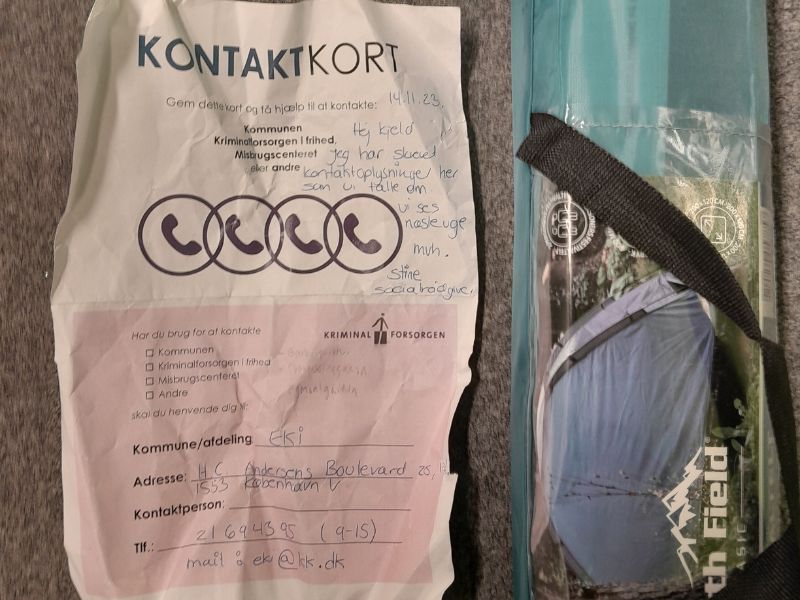 KONTAKTKORT
Gem dette kort og få hjælp til at kontakte:
14.11.23.
Kommunen
Kriminalforsorgen i frihed
Misbrugscenteret
eller andre
Hej Kjeld
jeg har skrevet
kontaktoplysninger her
som vi talte om
vi ses
næste uge
mvh.
Stine
socialrådgiver
Har du brug for at kontakte
KRIMINAL FORSORGEN
Kommunen
Kriminalforsorgen i frihed
Misbrugscenteret
Andre
skal du henvende dig til:
Kommune/afdeling: EKi
Adresse: H.C Andersens Boulevard 25,
1553 København V
Kontaktperson:
Tlf.: 21694395 (9-15)
mail: eki@kk.dk
th Field